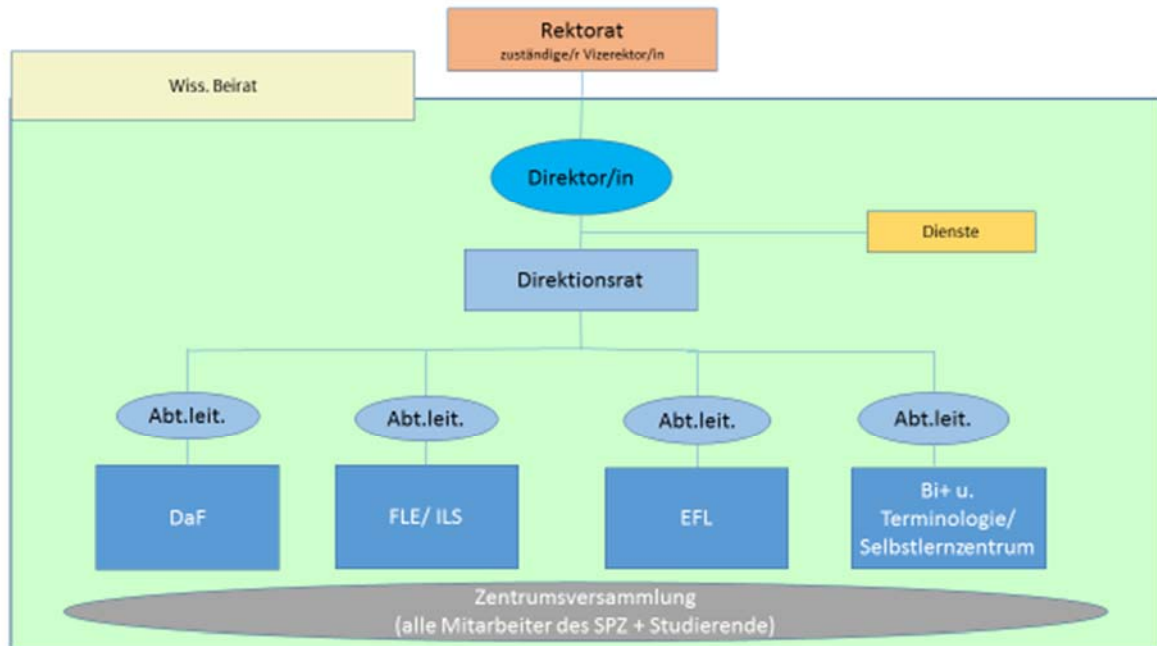 Rektorat
zuständige/r Vizerektor/in
Wiss. Beirat
Direktor/in
Dienste
Direktionsrat
Abt.leit.
Abt.leit.
Abt.leit.
Abt.leit.
DaF
FLE/ ILS
EFL
Bi+ u.
Terminologie/
Selbstlernzentrum
Zentrumsversammlung
(alle Mitarbeiter des SPZ + Studierende)